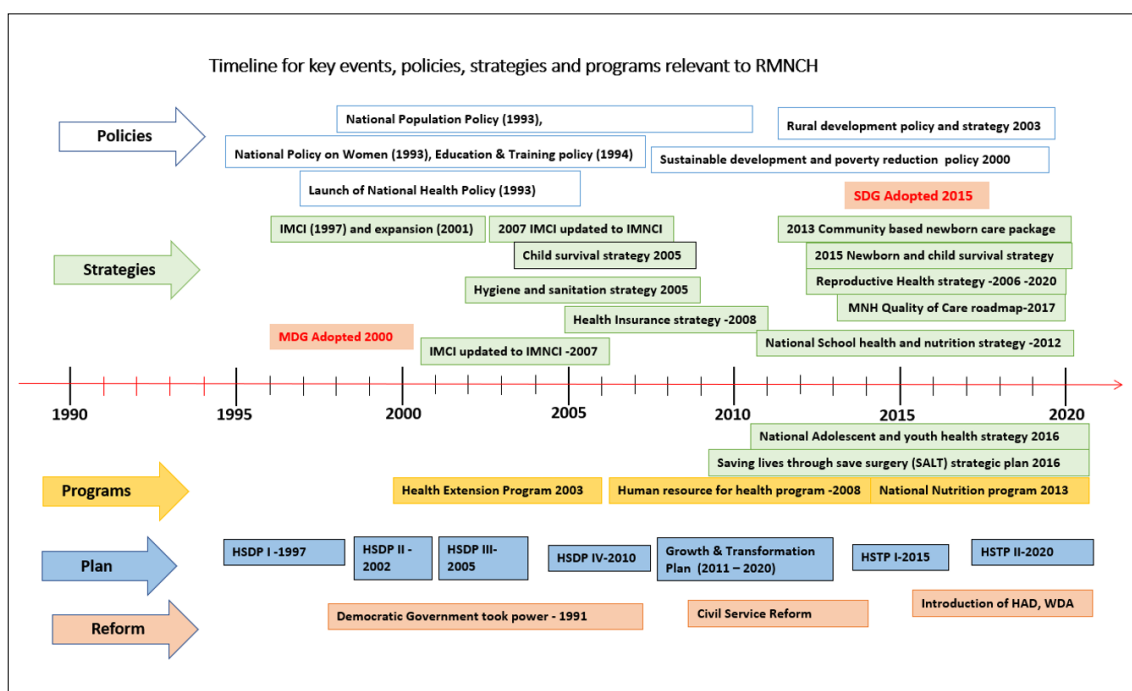 Timeline for key events, policies, strategies and programs relevant to RMNCH
Policies
National Population Policy (1993),
Rural development policy and strategy 2003
National Policy on Women (1993), Education & Training policy (1994)
Sustainable development and poverty reduction policy 2000
Launch of National Health Policy (1993)
SDG Adopted 2015
Strategies
IMCI (1997) and expansion (2001)
2007 IMCI updated to IMNCI
2013 Community based newborn care package
Child survival strategy 2005
2015 Newborn and child survival strategy
Hygiene and sanitation strategy 2005
Reproductive Health strategy -2006 -2020
Health Insurance strategy -2008
MNH Quality of Care roadmap-2017
MDG Adopted 2000
IMCI updated to IMNCI -2007
National School health and nutrition strategy -2012
1990 1995 2000 2005 2010 2015 2020
National Adolescent and youth health strategy 2016
Saving lives through save surgery (SALT) strategic plan 2016
Programs
Health Extension Program 2003
Human resource for health program -2008
National Nutrition program 2013
Plan
HSDP I -1997
HSDP II -
2002
HSDP III-
2005
HSDP IV-2010
Growth & Transformation
Plan (2011 – 2020)
HSTP I-2015
HSTP II-2020
Reform
Democratic Government took power - 1991
Civil Service Reform
Introduction of HAD, WDA